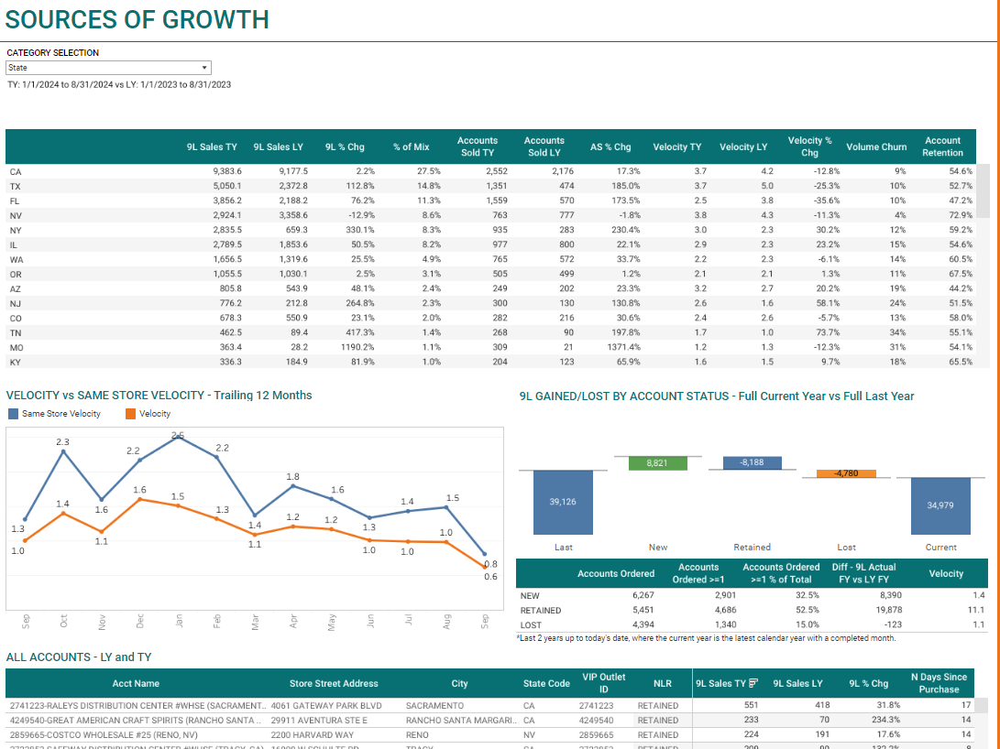 SOURCES OF GROWTH
CATEGORY SELECTION
State
TY: 1/1/2024 to 8/31/2024 vs LY: 1/1/2023 to 8/31/2023
9L Sales TY 9L Sales LY 9L % Chg % of Mix Accounts Sold TY Accounts Sold LY AS % Chg Velocity TY Velocity LY Velocity % Chg Volume Churn Account Retention
CA 9,383.6 9,177.5 2.2% 27.5% 2,552 2,176 17.3% 3.7 4.2 -12.8% 9% 54.6%
TX 5,050.1 2,372.8 112.8% 14.8% 1,351 474 185.0% 3.7 5.0 -25.3% 10% 52.7%
FL 3,856.2 2,188.2 76.2% 11.3% 1,559 570 173.5% 2.5 3.8 -35.6% 10% 47.2%
NV 2,924.1 3,358.6 -12.9% 8.6% 763 777 -1.8% 3.8 4.3 -11.3% 4% 72.9%
NY 2,835.5 659.3 330.1% 8.3% 935 283 230.4% 3.0 2.3 30.2% 12% 59.2%
IL 2,789.5 1,853.6 50.5% 8.2% 977 800 22.1% 2.9 2.3 23.2% 15% 54.6%
WA 1,656.5 1,319.6 25.5% 4.9% 765 572 33.7% 2.2 2.3 -6.1% 14% 60.5%
OR 1,055.5 1,030.1 2.5% 3.1% 505 499 1.2% 2.1 2.1 1.3% 11% 67.5%
AZ 805.8 543.9 48.1% 2.4% 249 202 23.3% 3.2 2.7 20.2% 19% 44.2%
NJ 776.2 212.8 264.8% 2.3% 300 130 130.8% 2.6 1.6 58.1% 24% 51.5%
CO 678.3 550.9 23.1% 2.0% 282 216 30.6% 2.4 2.6 -5.7% 13% 58.0%
TN 462.5 89.4 417.3% 1.4% 268 90 197.8% 1.7 1.0 73.7% 34% 55.1%
MO 363.4 28.2 1190.2% 1.1% 309 21 1371.4% 1.2 1.3 -12.3% 31% 54.1%
KY 336.3 184.9 81.9% 1.0% 204 123 65.9% 1.6 1.5 9.7% 18% 65.5%
VELOCITY vs SAME STORE VELOCITY - Trailing 12 Months
Same Store Velocity Velocity
1.3 2.3 1.6 2.2 2.5 2.2 1.4 1.8 1.6 1.3 1.4 1.5 0.8
1.0 1.4 1.1 1.6 1.5 1.3 1.1 1.2 1.2 1.0 1.0 1.0 0.6
Sep Oct Nov Dec Jan Feb Mar Apr May Jun Jul Aug Sep
9L GAINED/LOST BY ACCOUNT STATUS - Full Current Year vs Full Last Year
39,126 8,821 -8,188 -4,780 34,979
Last New Retained Lost Current
Accounts Ordered Accounts Ordered >=1 Accounts Ordered >=1 % of Total Diff - 9L Actual FY vs LY FY Velocity
NEW 6,267 2,901 32.5% 8,390 1.4
RETAINED 5,451 4,686 52.5% 19,878 11.1
LOST 4,394 1,340 15.0% -123 1.1
*Last 2 years up to today's date, where the current year is the latest calendar year with a completed month.
ALL ACCOUNTS - LY and TY
Acct Name Store Street Address City State Code VIP Outlet ID NLR 9L Sales TY 9L Sales LY 9L % Chg N Days Since Purchase
2741223-RALEYS DISTRIBUTION CENTER #WHSE (SACRAMENT.. 4061 GATEWAY PARK BLVD SACRAMENTO CA 2741223 RETAINED 551 418 31.8% 17
4249540-GREAT AMERICAN CRAFT SPIRITS (RANCHO SANTA .. 29911 AVENTURA STE E RANCHO SANTA MARGARI.. CA 4249540 RETAINED 233 70 234.3% 14
2859665-COSTCO WHOLESALE #25 (RENO, NV) 2200 HARVARD WAY RENO NV 2859665 RETAINED 224 191 17.6% 14